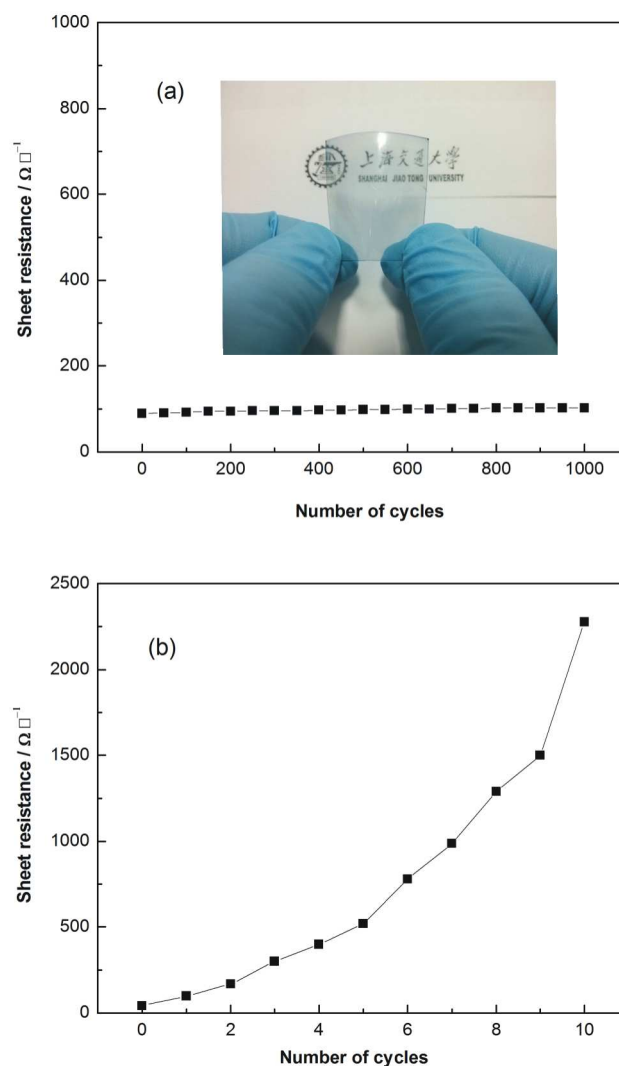 1000
800
600
400
200
0
Sheet resistance / Ω □⁻¹
(a)
上海交通大学
SHANGHAI JIAO TONG UNIVERSITY
0 200 400 600 800 1000
Number of cycles
2500
2250
1500
1000
500
0
Sheet resistance / Ω □⁻¹
(b)
0 2 4 6 8 10
Number of cycles